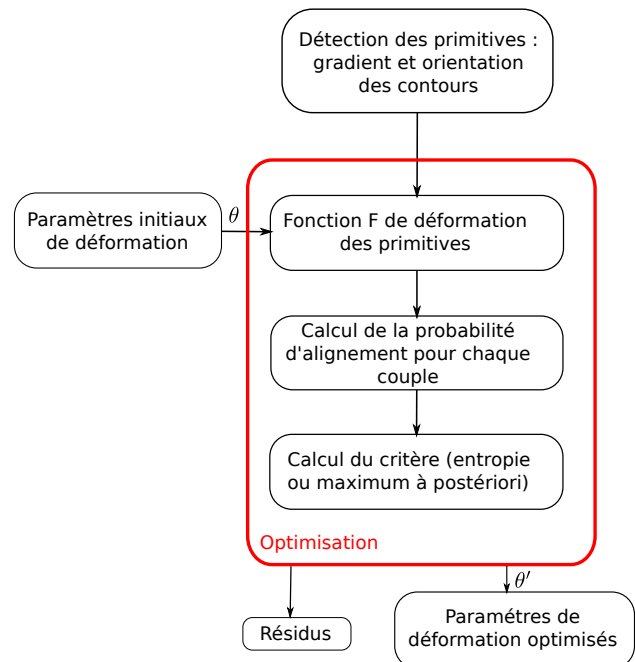 Détection des primitives :
gradient et orientation
des contours
Paramètres initiaux
de déformation
θ
Fonction F de déformation
des primitives
Calcul de la probabilité
d'alignement pour chaque
couple
Calcul du critère (entropie
ou maximum à postériori)
Optimisation
θ′
Résidus
Paramétres de
déformation optimisés